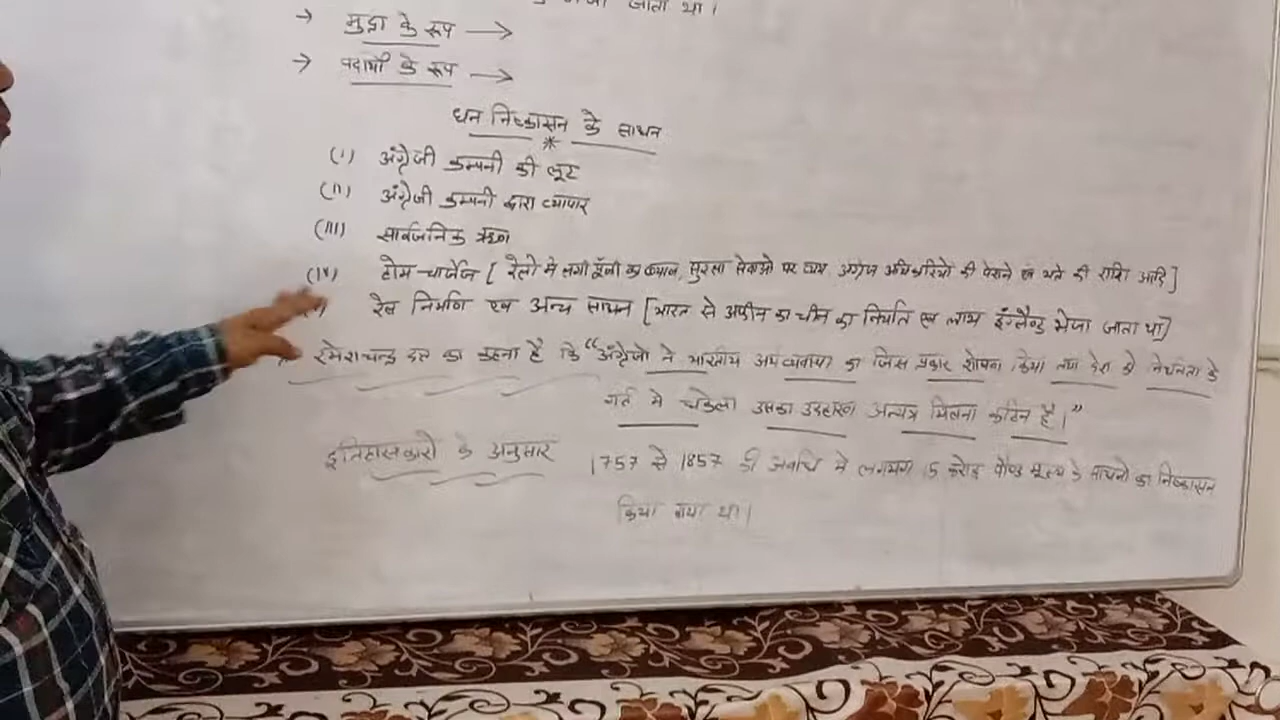 जाता था।
→ मुद्रा के रूप →
→ पदार्थों के रूप →
धन निष्कासन के साधन
*
(I) अंग्रेजी कम्पनी की लूट
(II) अंग्रेजी कम्पनी द्वारा व्यापार
(III) सार्वजनिक ऋण
(IV) होम-चार्जेज [ रेलों में लगी पूँजी का ब्याज, सुरक्षा सेवाओं पर व्यय अंग्रेज अधिकारियों की पेंशन एवं भत्ते की राशि आदि ]
रेल निर्माण एवं अन्य साधन [भारत से अफीम का चीन को निर्यात एवं लाभ इंग्लैण्ड भेजा जाता था]
रमेशचन्द्र दत्त का कहना है कि "अंग्रेजो ने भारतीय अर्थव्यवस्था का जिस प्रकार शोषण किया तथा देश को निर्धनता के
गर्त में धकेला उसका उदाहरण अन्यत्र मिलना कठिन है।"
इतिहासकारों के अनुसार 1757 से 1857 की अवधि में लगभग 15 करोड़ पौण्ड मूल्य के साधनों का निष्कासन
किया गया था।